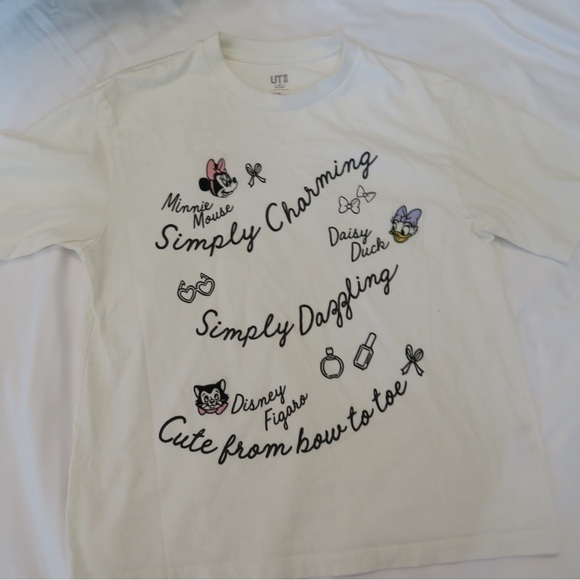 UT
Minnie
Mouse
Simply Charming
Daisy
Duck
Simply Dazzling
Disney
Figaro
Cute from bow to toe